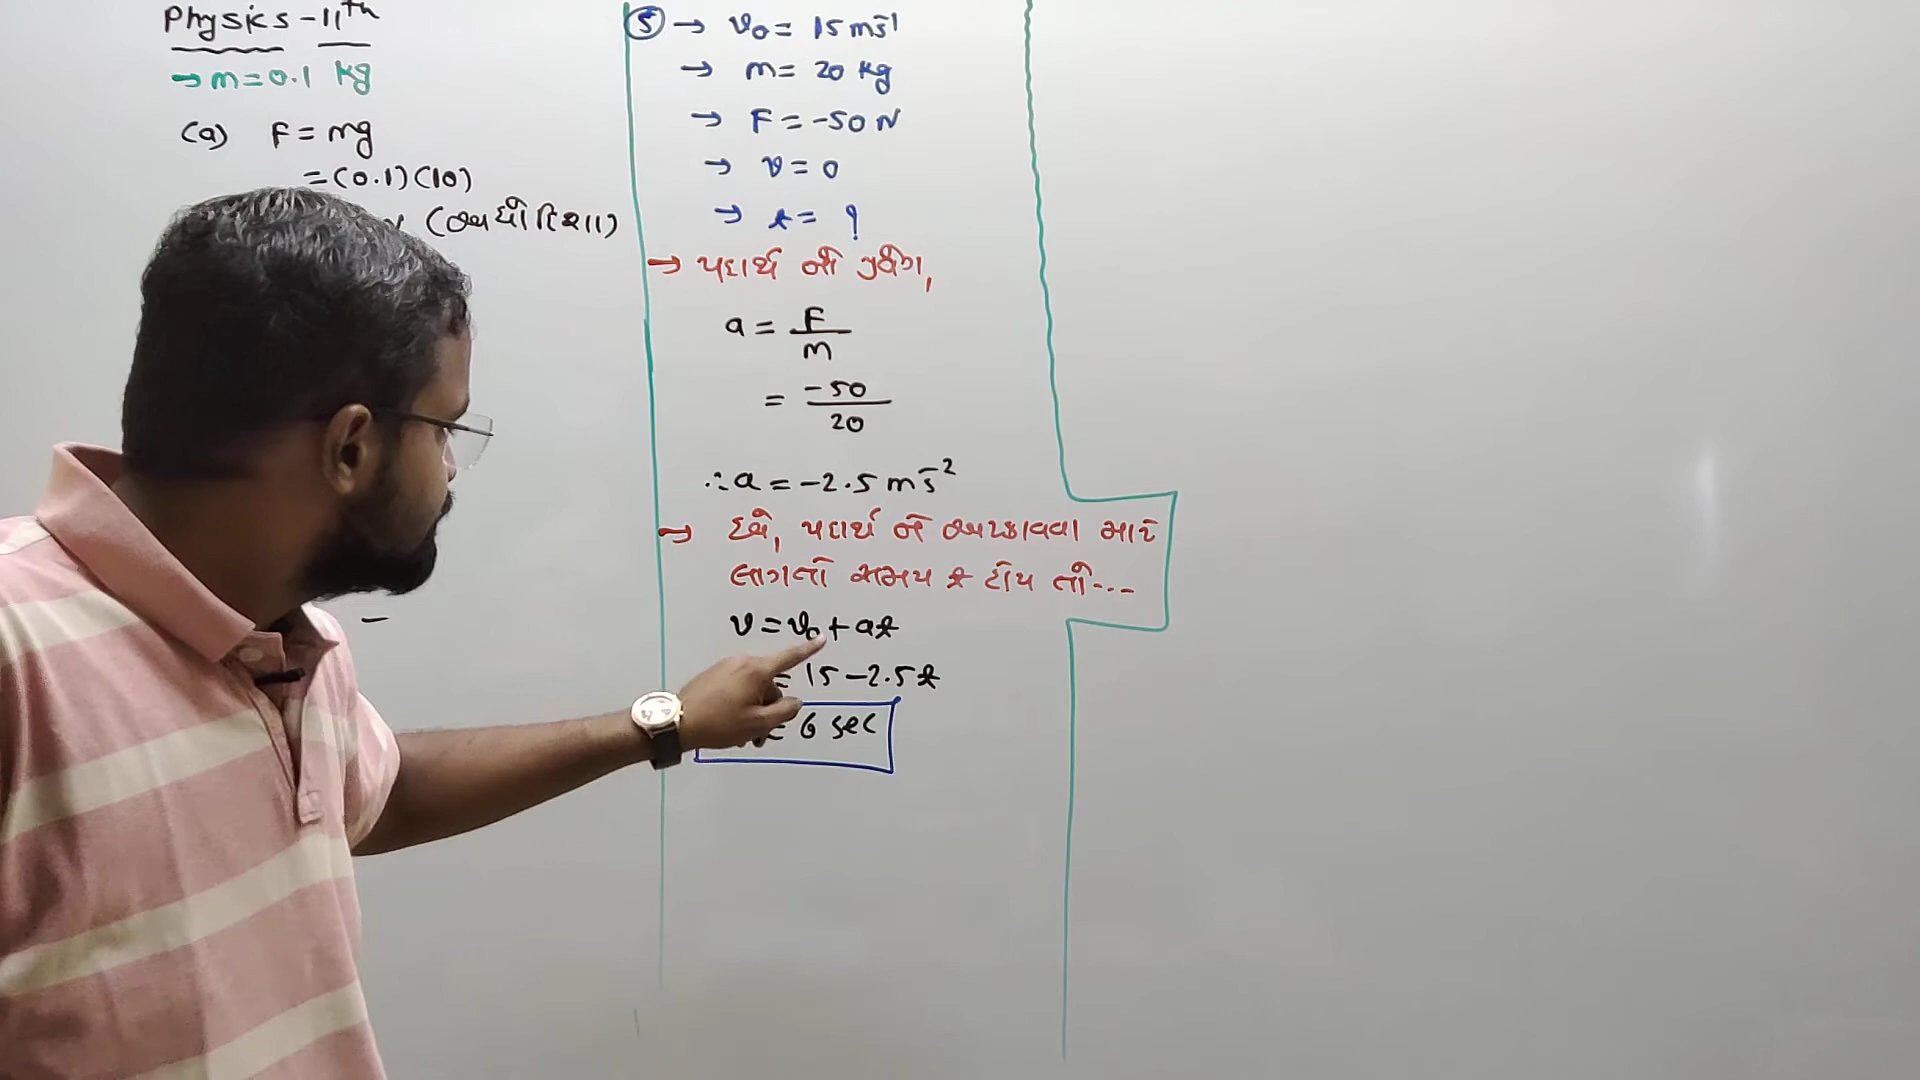 Physics - 11th
→ m = 0.1 kg
(a) F = mg
= (0.1)(10)
(અધોદિશા)
⑤ → v₀ = 15 ms⁻¹
→ m = 20 kg
→ F = -50 N
→ v = 0
→ t = ?
→ પદાર્થ નો પ્રવેગ,
a = F/m
= -50/20
∴ a = -2.5 ms⁻²
→ હવે, પદાર્થ ને અટકાવવા માટે
લાગતો સમય t હોય તો---
v = v₀ + at
= 15 - 2.5t
= 6 sec